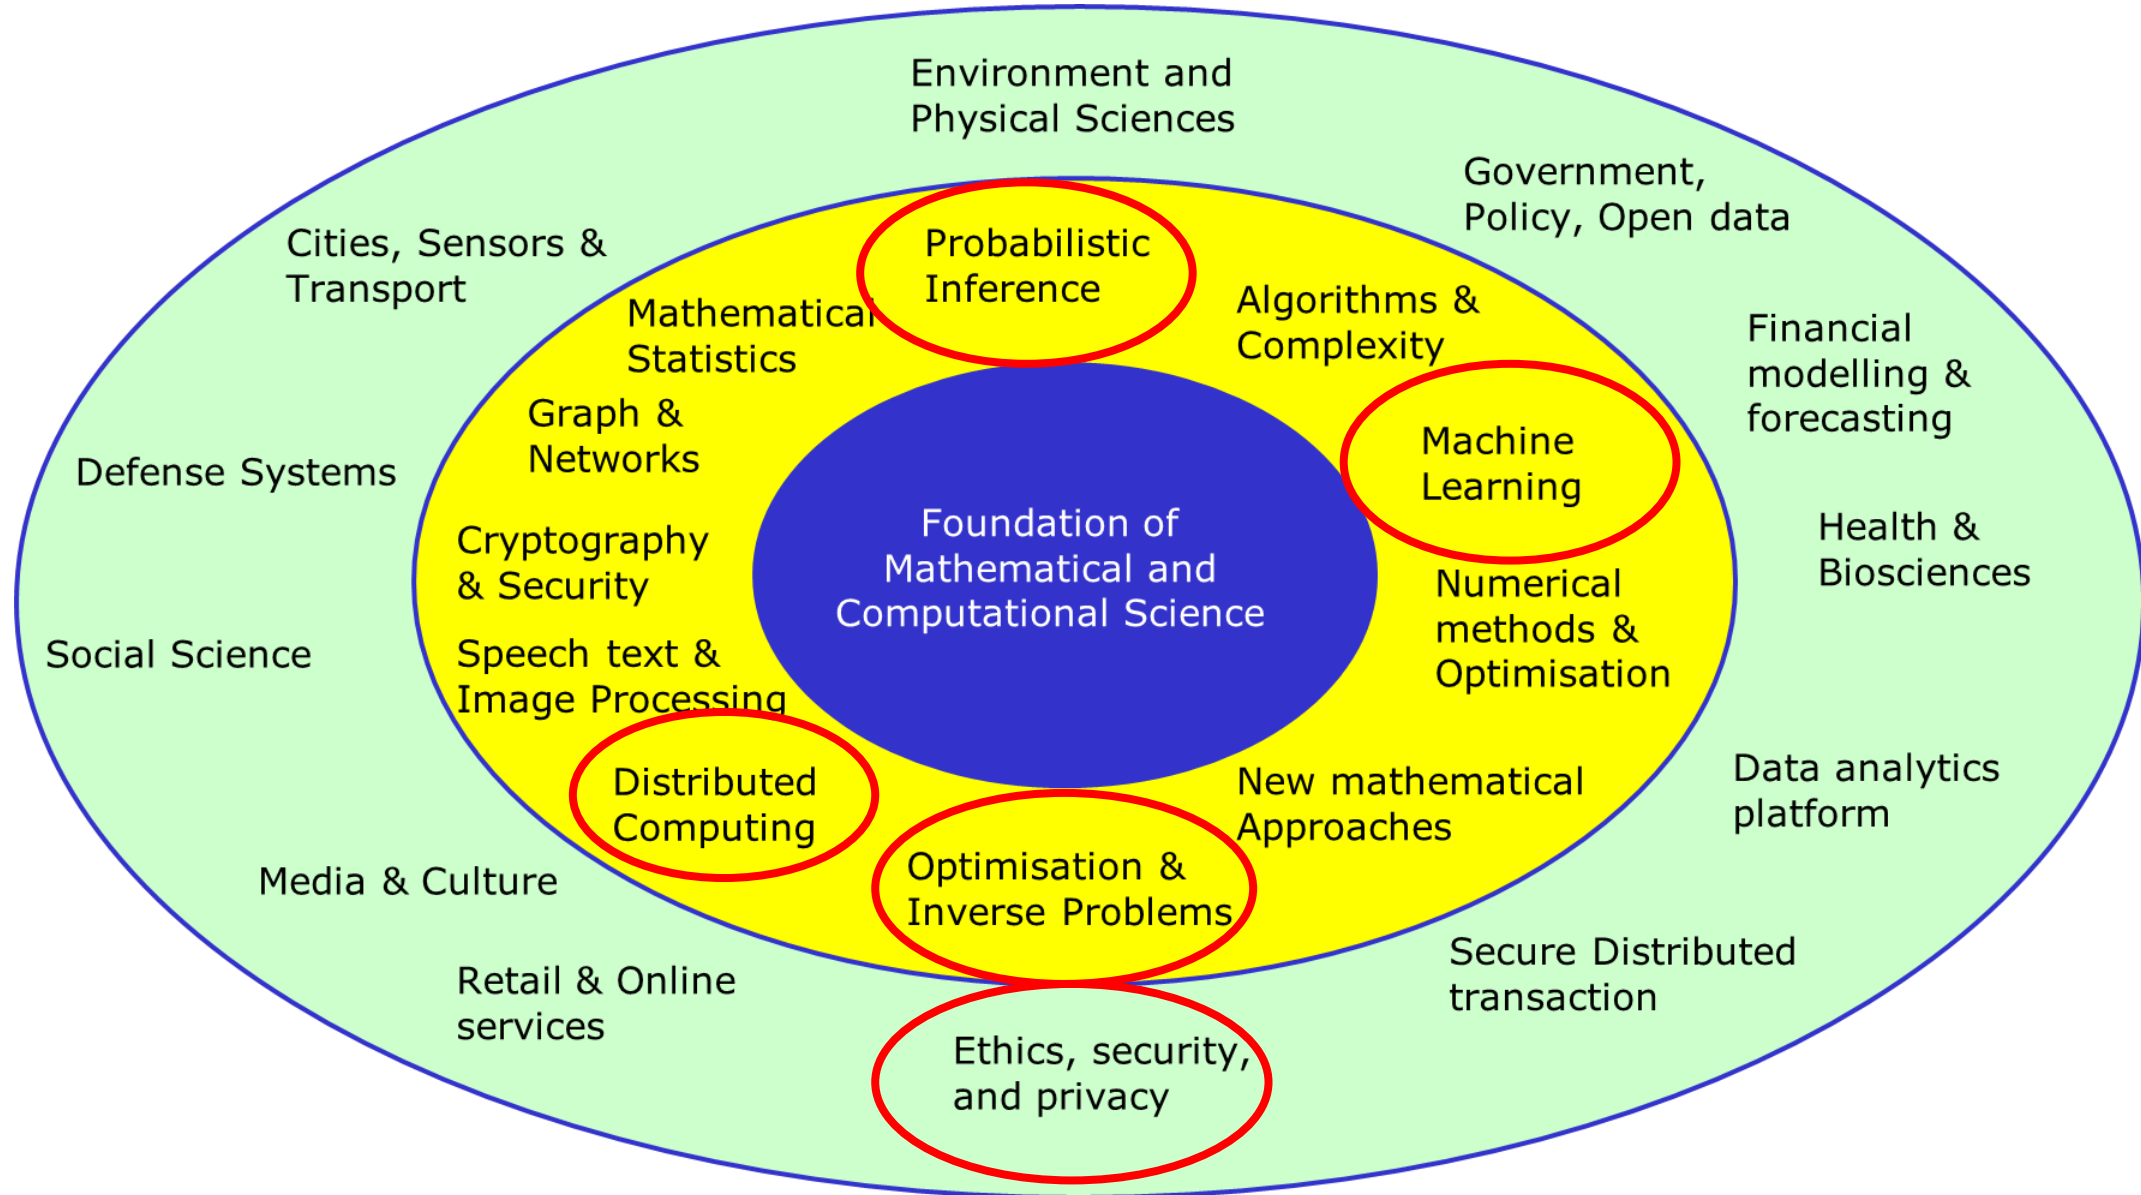 Environment and
Physical Sciences
Government,
Policy, Open data
Cities, Sensors &
Transport
Probabilistic
Inference
Mathematical
Statistics
Algorithms &
Complexity
Financial
modelling &
forecasting
Graph &
Networks
Machine
Learning
Defense Systems
Cryptography
& Security
Foundation of
Mathematical and
Computational Science
Health &
Biosciences
Numerical
methods &
Optimisation
Social Science
Speech text &
Image Processing
Distributed
Computing
New mathematical
Approaches
Data analytics
platform
Media & Culture
Optimisation &
Inverse Problems
Secure Distributed
transaction
Retail & Online
services
Ethics, security,
and privacy